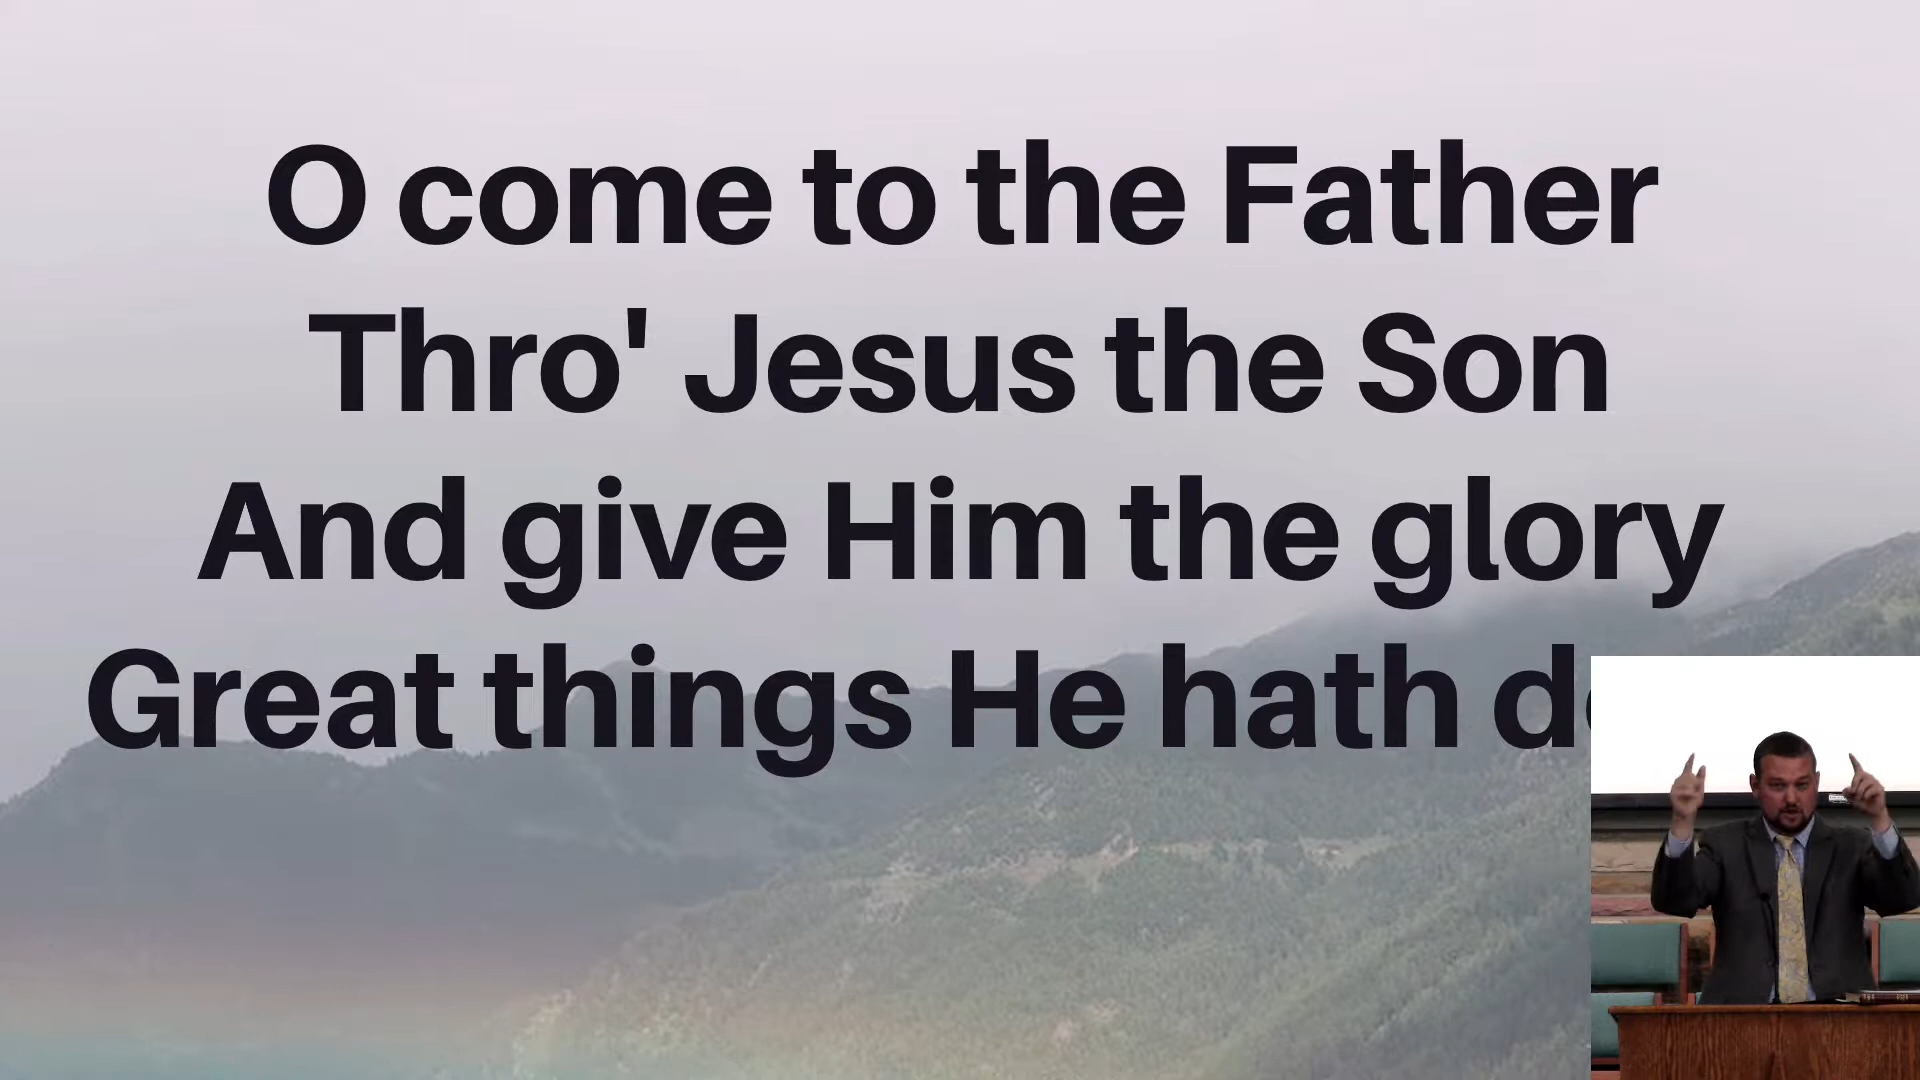 O come to the Father
Thro' Jesus the Son
And give Him the glory
Great things He hath